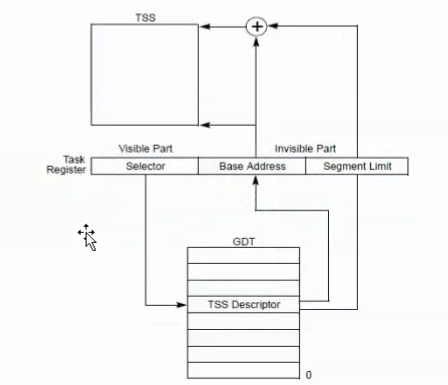 TSS
+
Visible Part
Invisible Part
Task
Register
Selector
Base Address
Segment Limit
GDT
TSS Descriptor
0